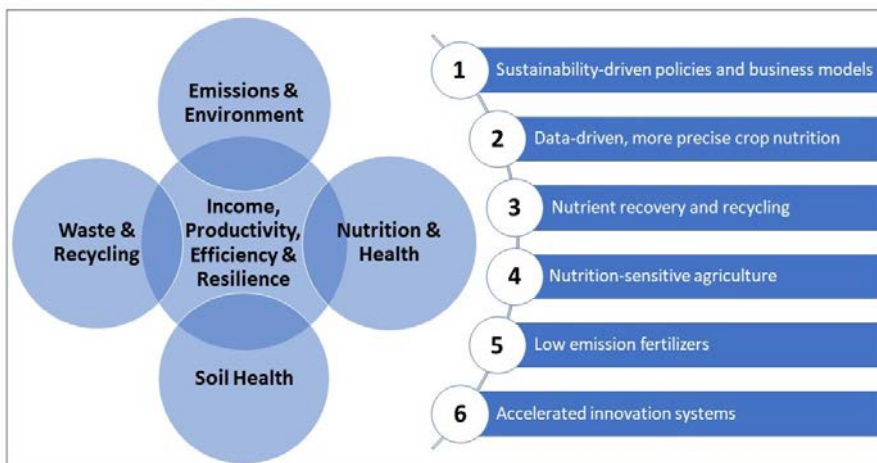 Emissions &
Environment
Waste &
Recycling
Income,
Productivity,
Efficiency &
Resilience
Nutrition &
Health
Soil Health
1
Sustainability-driven policies and business models
2
Data-driven, more precise crop nutrition
3
Nutrient recovery and recycling
4
Nutrition-sensitive agriculture
5
Low emission fertilizers
6
Accelerated innovation systems